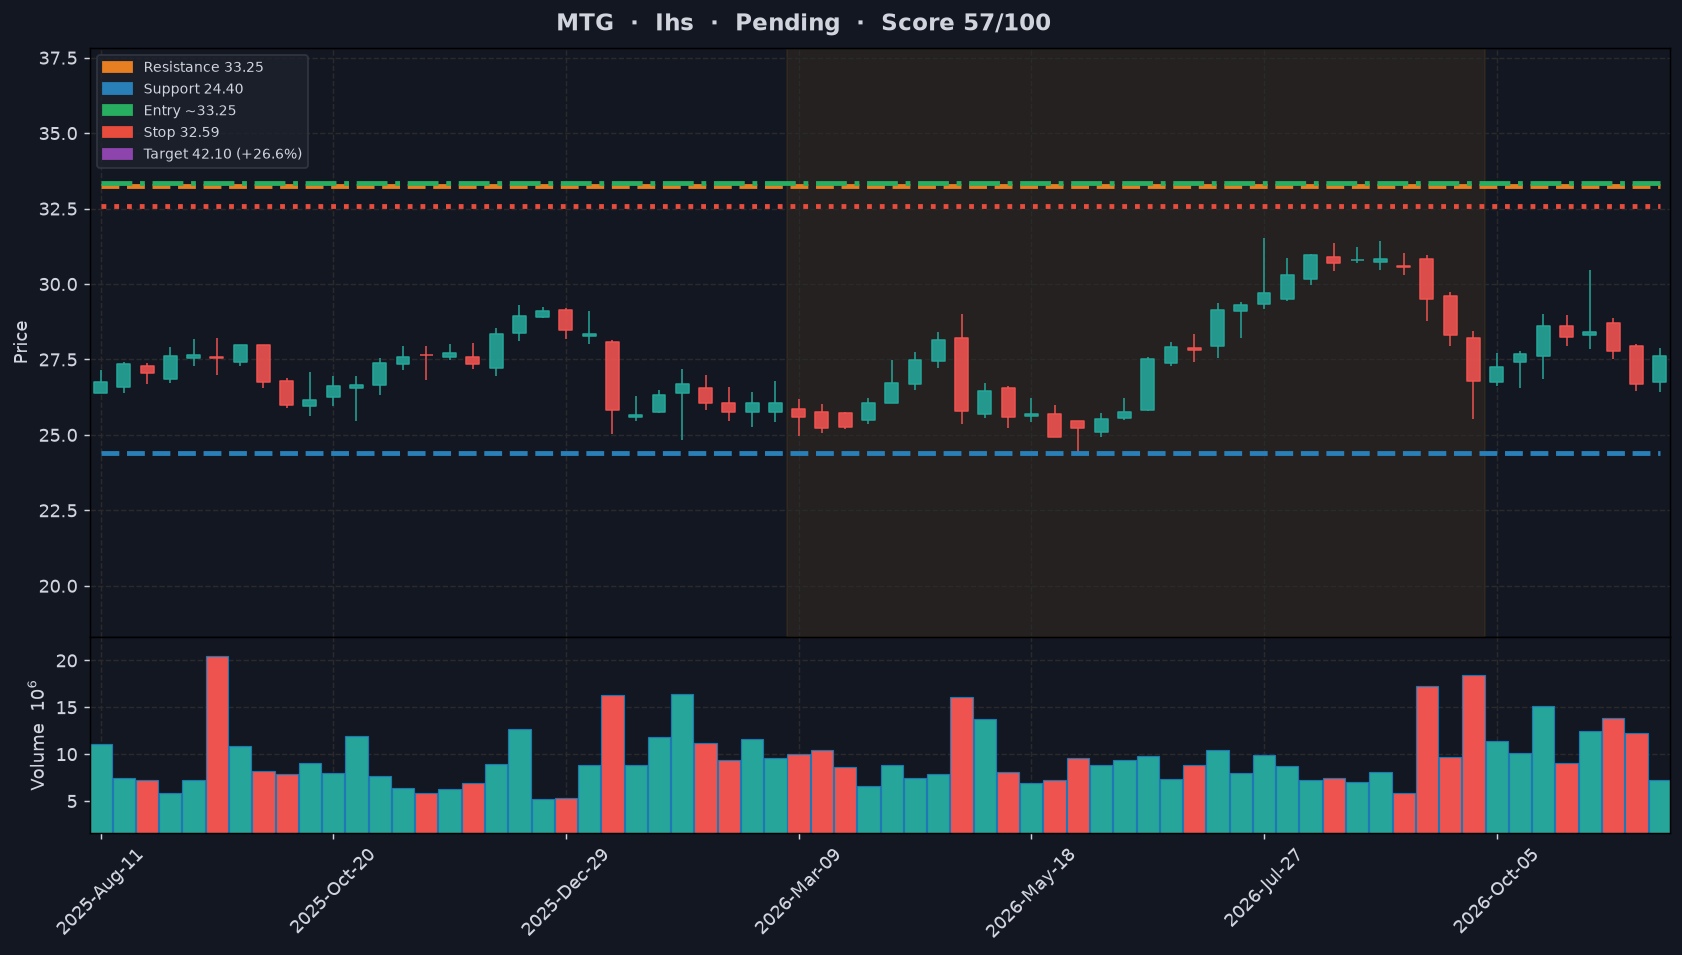 MTG · Ihs · Pending · Score 57/100
Resistance 33.25
Support 24.40
Entry ~33.25
Stop 32.59
Target 42.10 (+26.6%)
Price
37.5
35.0
32.5
30.0
27.5
25.0
22.5
20.0
Volume 10⁶
20
15
10
5
2025-Aug-11
2025-Oct-20
2025-Dec-29
2026-Mar-09
2026-May-18
2026-Jul-27
2026-Oct-05